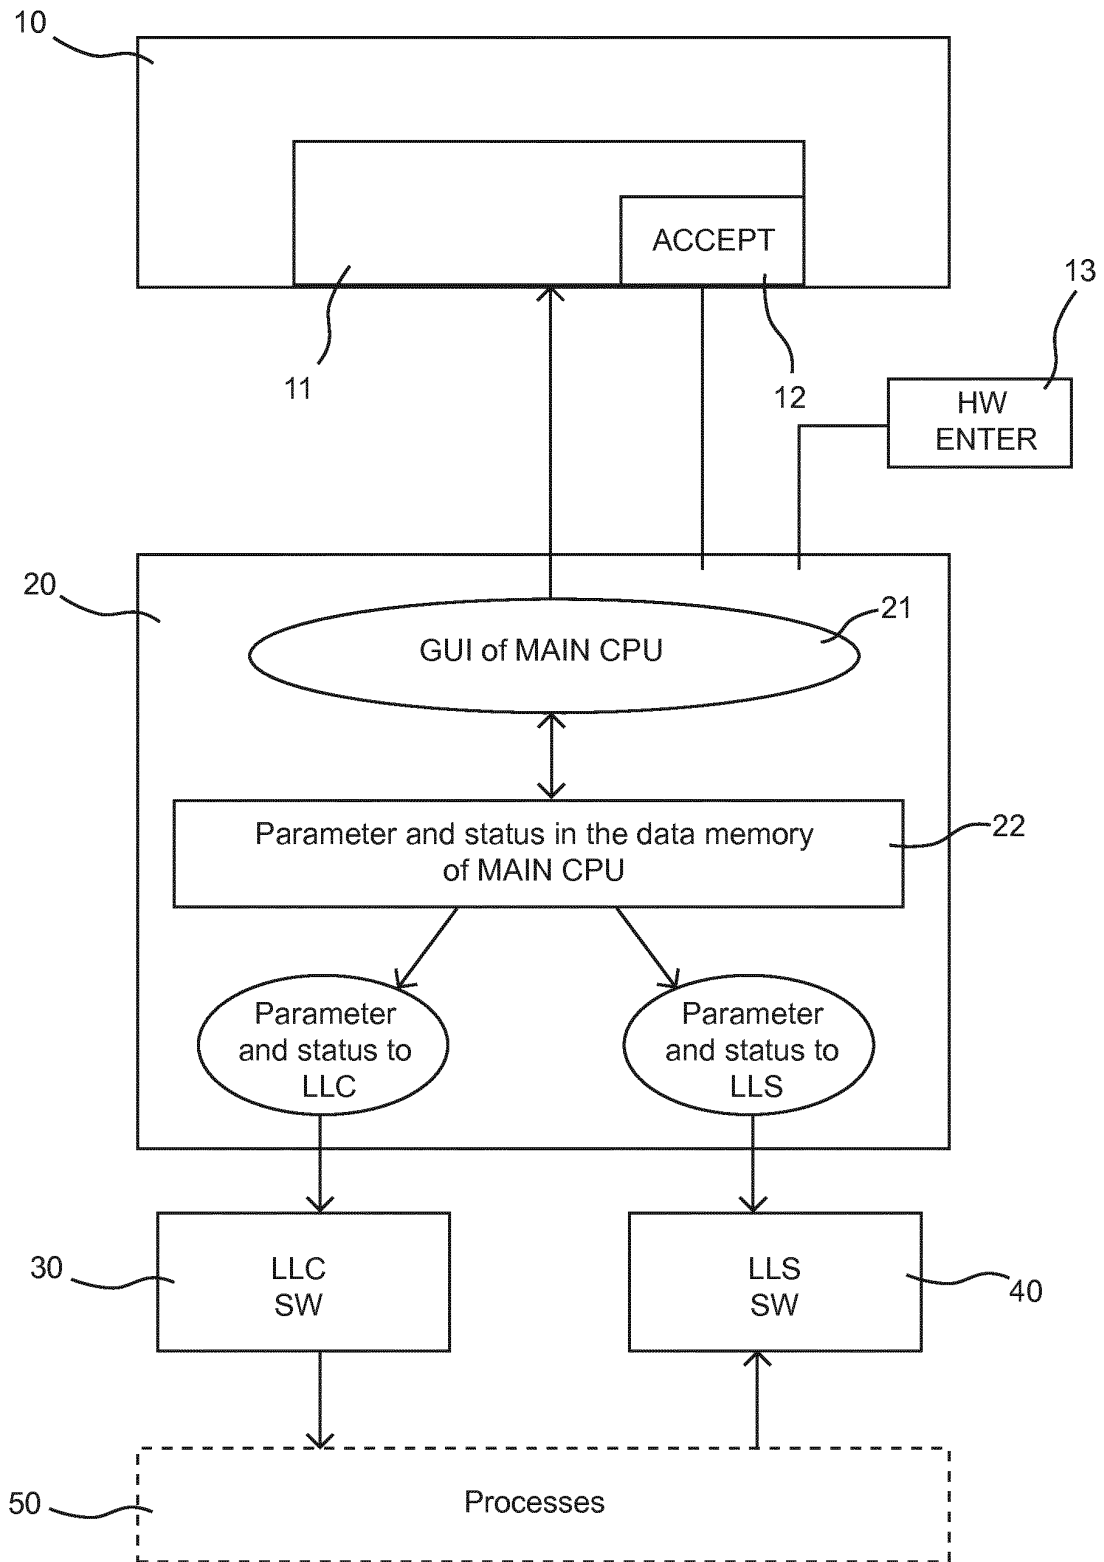 10
ACCEPT
13
11
12
HW
ENTER
20
21
GUI of MAIN CPU
22
Parameter and status in the data memory
of MAIN CPU
Parameter
and status to
LLC
Parameter
and status to
LLS
30
LLC
SW
LLS
SW
40
50
Processes